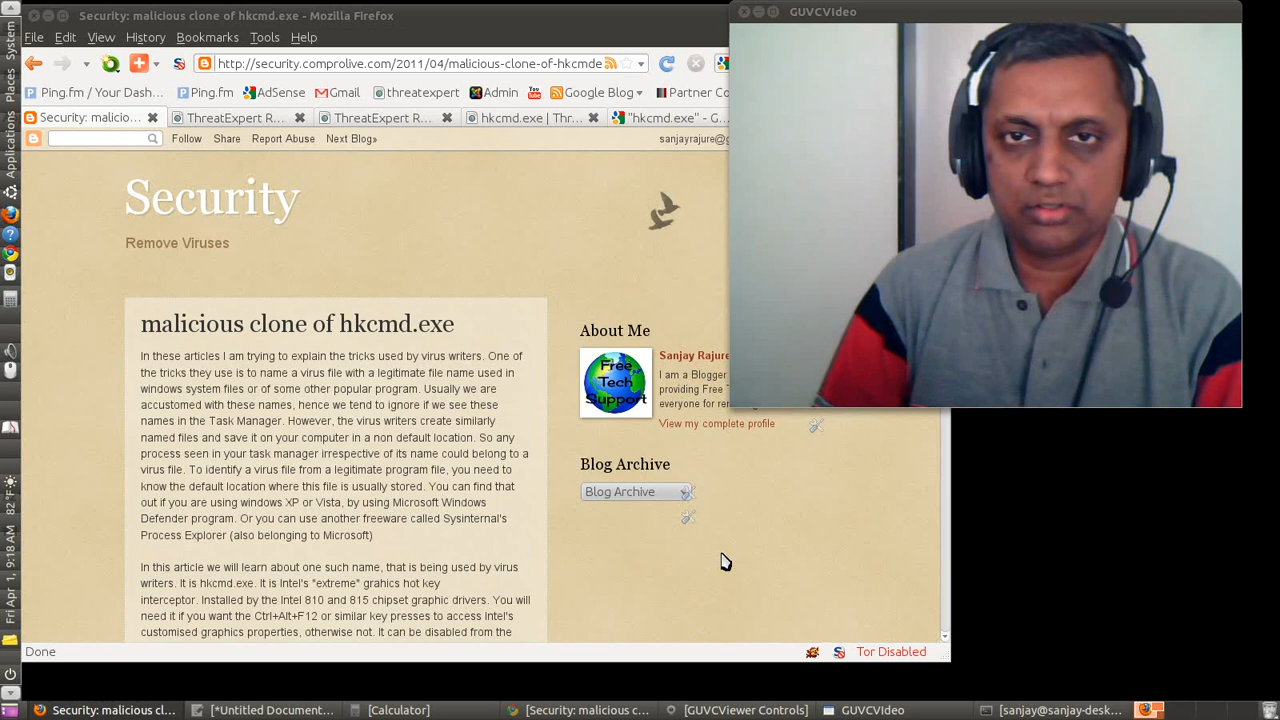 Security: malicious clone of hkcmd.exe - Mozilla Firefox
GUVCVIdeo
File Edit View History Bookmarks Tools Help
http://security.comprolive.com/2011/04/malicious-clone-of-hkcmde
Ping.fm / Your Dash... Ping.fm AdSense Gmail threatexpert Admin Google Blog Partner Co
Security: malicio... ThreatExpert R... ThreatExpert R... hkcmd.exe | Thr... "hkcmd.exe" - G...
Follow Share Report Abuse Next Blog» sanjayrajure@g
Security
Remove Viruses
malicious clone of hkcmd.exe
In these articles I am trying to explain the tricks used by virus writers. One of
the tricks they use is to name a virus file with a legitimate file name used in
windows system files or of some other popular program. Usually we are
accustomed with these names, hence we tend to ignore if we see these
names in the Task Manager. However, the virus writers create similarly
named files and save it on your computer in a non default location. So any
process seen in your task manager irrespective of its name could belong to a
virus file. To identify a virus file from a legitimate program file, you need to
know the default location where this file is usually stored. You can find that
out if you are using windows XP or Vista, by using Microsoft Windows
Defender program. Or you can use another freeware called Sysinternal's
Process Explorer (also belonging to Microsoft)
In this article we will learn about one such name, that is being used by virus
writers. It is hkcmd.exe. It is Intel's "extreme" grahics hot key
interceptor. Installed by the Intel 810 and 815 chipset graphic drivers. You will
need it if you want the Ctrl+Alt+F12 or similar key presses to access Intel's
customised graphics properties, otherwise not. It can be disabled from the
About Me
Free
Tech
Support
Sanjay Rajure
I am a Blogger
providing Free T
everyone for re
View my complete profile
Blog Archive
Blog Archive
Done
Tor Disabled
System
Places
Applications
82 °F
Fri Apr 1, 9:18 AM
Security: malicious cl... [*Untitled Document... [Calculator] [Security: malicious c... [GUVCViewer Controls] GUVCVIdeo [sanjay@sanjay-desk...